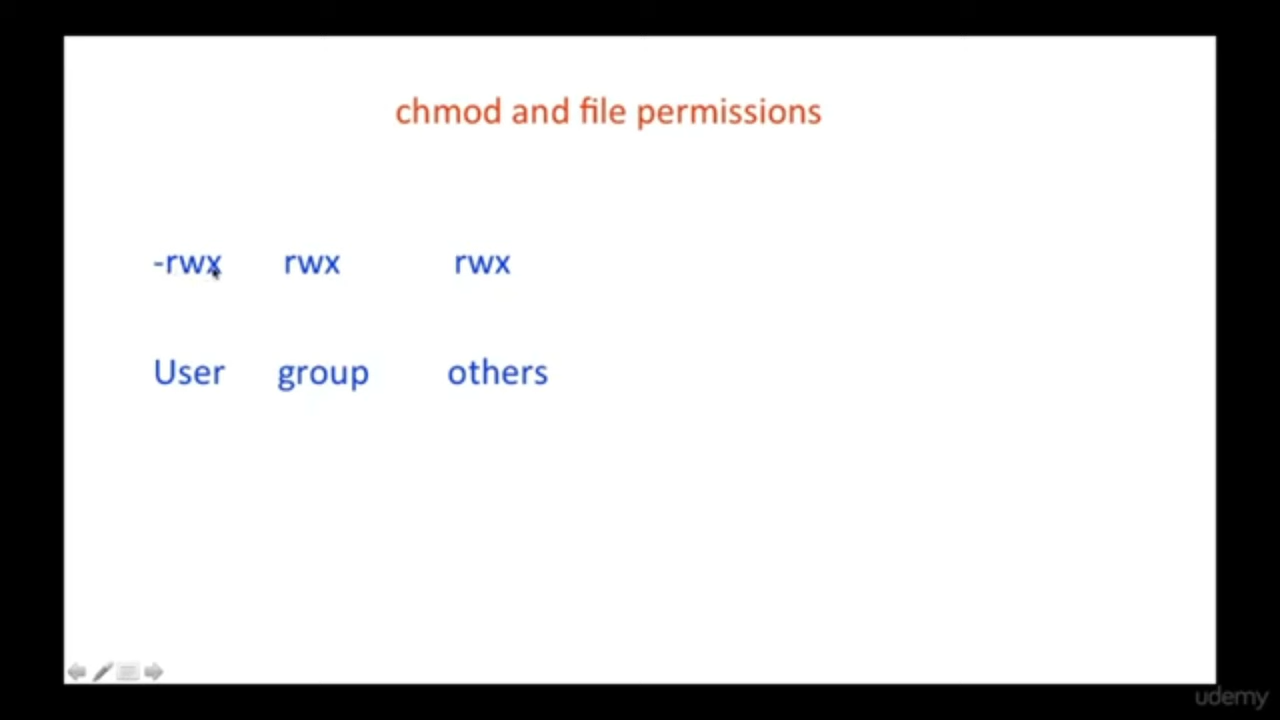 chmod and file permissions
-rwx rwx rwx
User group others
udemy